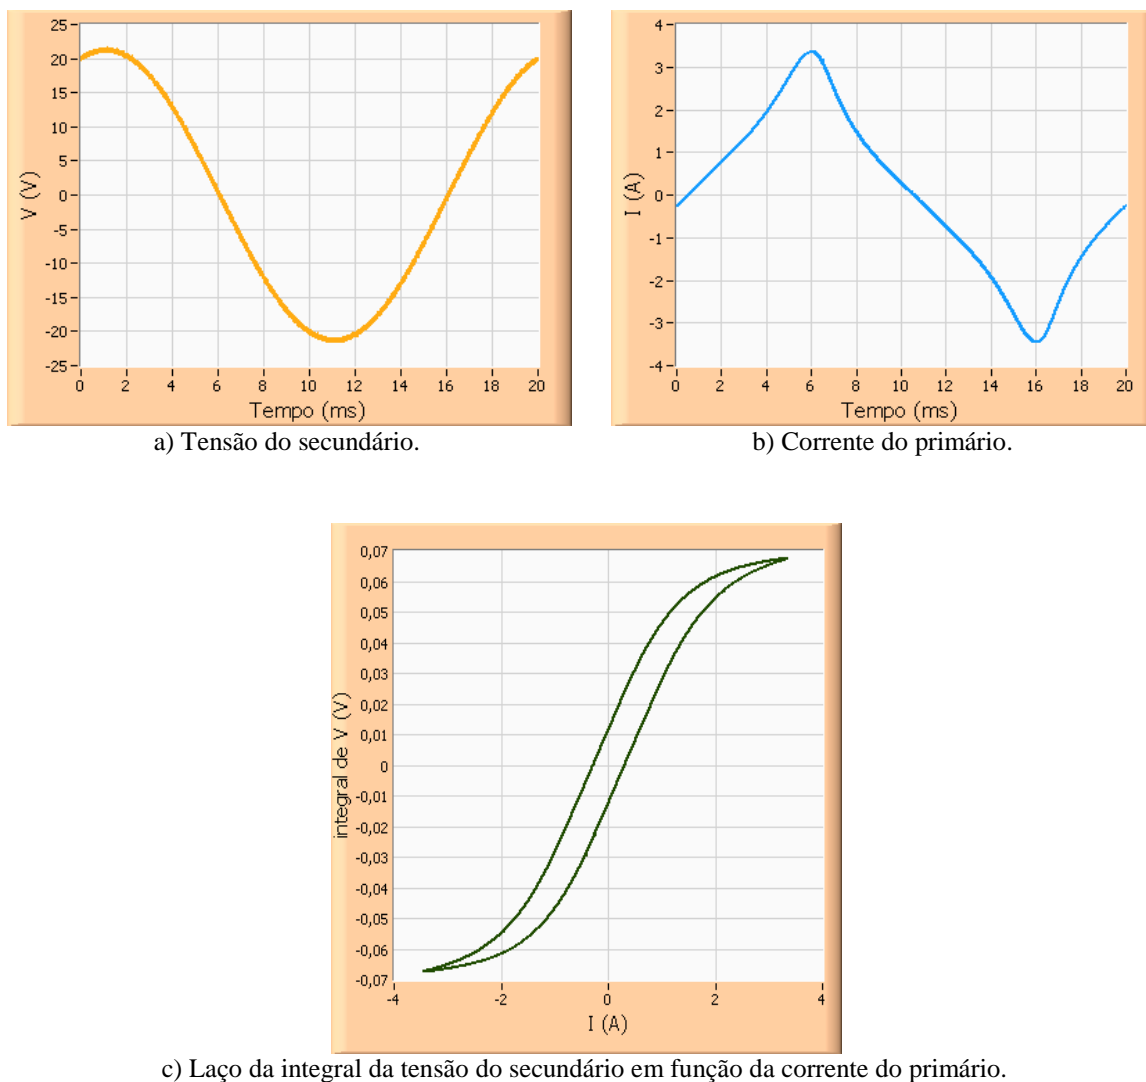 25
20
15
10
5
0
-5
-10
-15
-20
-25
V (V)
0 2 4 6 8 10 12 14 16 18 20
Tempo (ms)
a) Tensão do secundário.
4
3
2
1
0
-1
-2
-3
-4
I (A)
0 2 4 6 8 10 12 14 16 18 20
Tempo (ms)
b) Corrente do primário.
0,07
0,06
0,05
0,04
0,03
0,02
0,01
0
-0,01
-0,02
-0,03
-0,04
-0,05
-0,06
-0,07
integral de V (V)
-4 -2 0 2 4
I (A)
c) Laço da integral da tensão do secundário em função da corrente do primário.